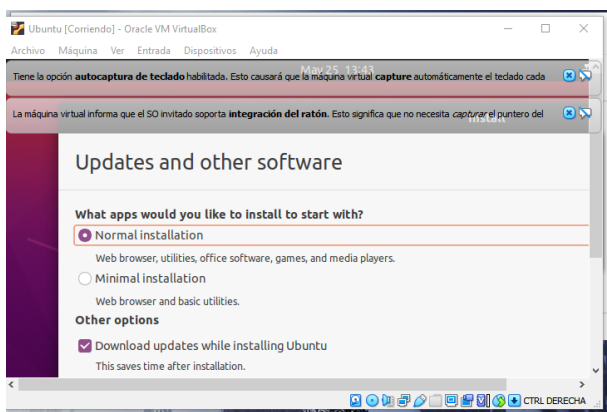 Ubuntu [Corriendo] - Oracle VM VirtualBox
Archivo Máquina Ver Entrada Dispositivos Ayuda
May 25 13:43
Tiene la opción autocaptura de teclado habilitada. Esto causará que la máquina virtual capture automáticamente el teclado cada
La máquina virtual informa que el SO invitado soporta integración del ratón. Esto significa que no necesita capturar el puntero del
Install
Updates and other software
What apps would you like to install to start with?
Normal installation
Web browser, utilities, office software, games, and media players.
Minimal installation
Web browser and basic utilities.
Other options
Download updates while installing Ubuntu
This saves time after installation.
CTRL DERECHA